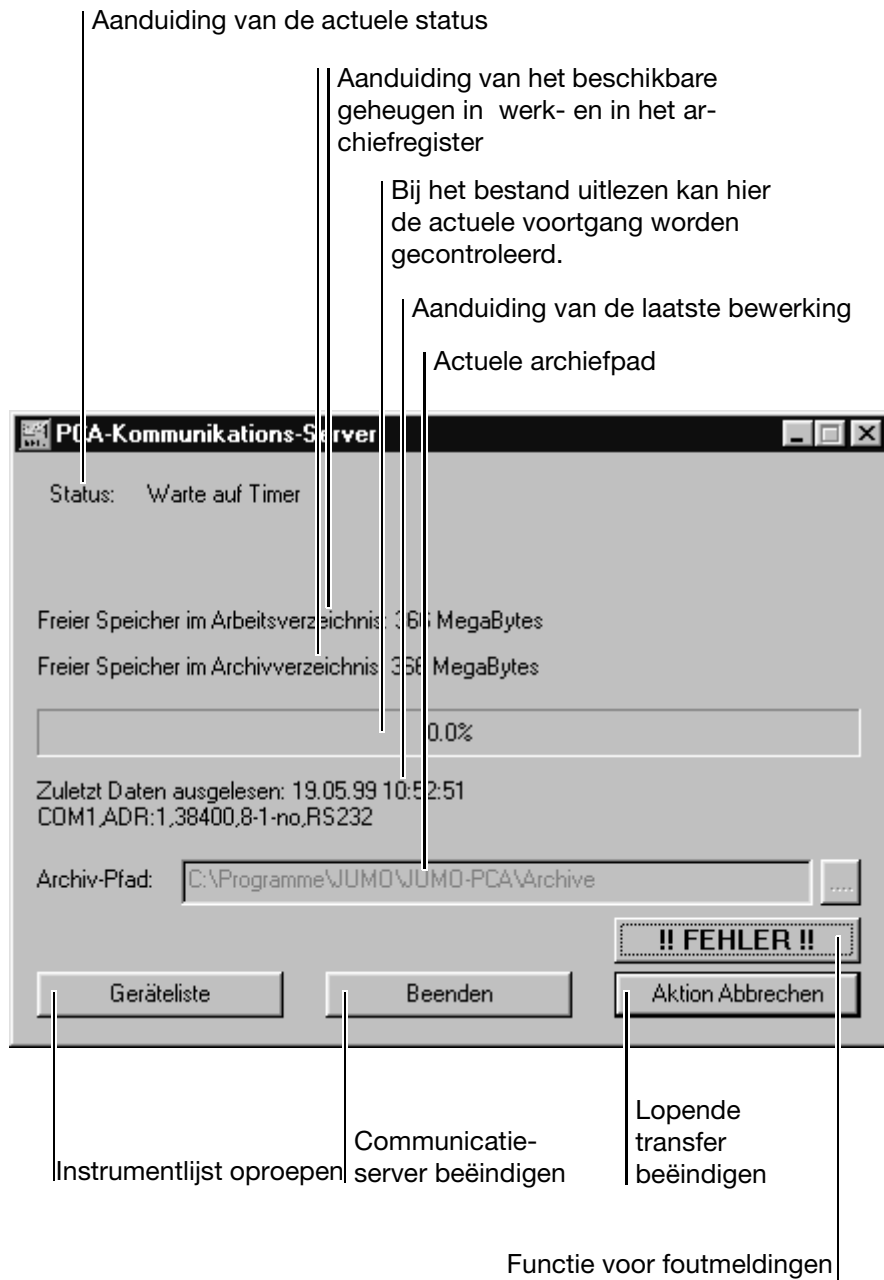 Aanduiding van de actuele status
Aanduiding van het beschikbare
geheugen in werk- en in het ar-
chiefregister
Bij het bestand uitlezen kan hier
de actuele voortgang worden
gecontroleerd.
Aanduiding van de laatste bewerking
Actuele archiefpad
PCA-Kommunikations-Server
Status: Warte auf Timer
Freier Speicher im Arbeitsverzeichnis: 366 MegaBytes
Freier Speicher im Archivverzeichnis: 366 MegaBytes
0.0%
Zuletzt Daten ausgelesen: 19.05.99 10:52:51
COM1,ADR:1,38400,8-1-no,RS232
Archiv-Pfad: C:\Programme\JUMO\JUMO-PCA\Archive ....
!! FEHLER !!
Geräteliste Beenden Aktion Abbrechen
Instrumentlijst oproepen
Communicatie-
server beëindigen
Lopende
transfer
beëindigen
Functie voor foutmeldingen